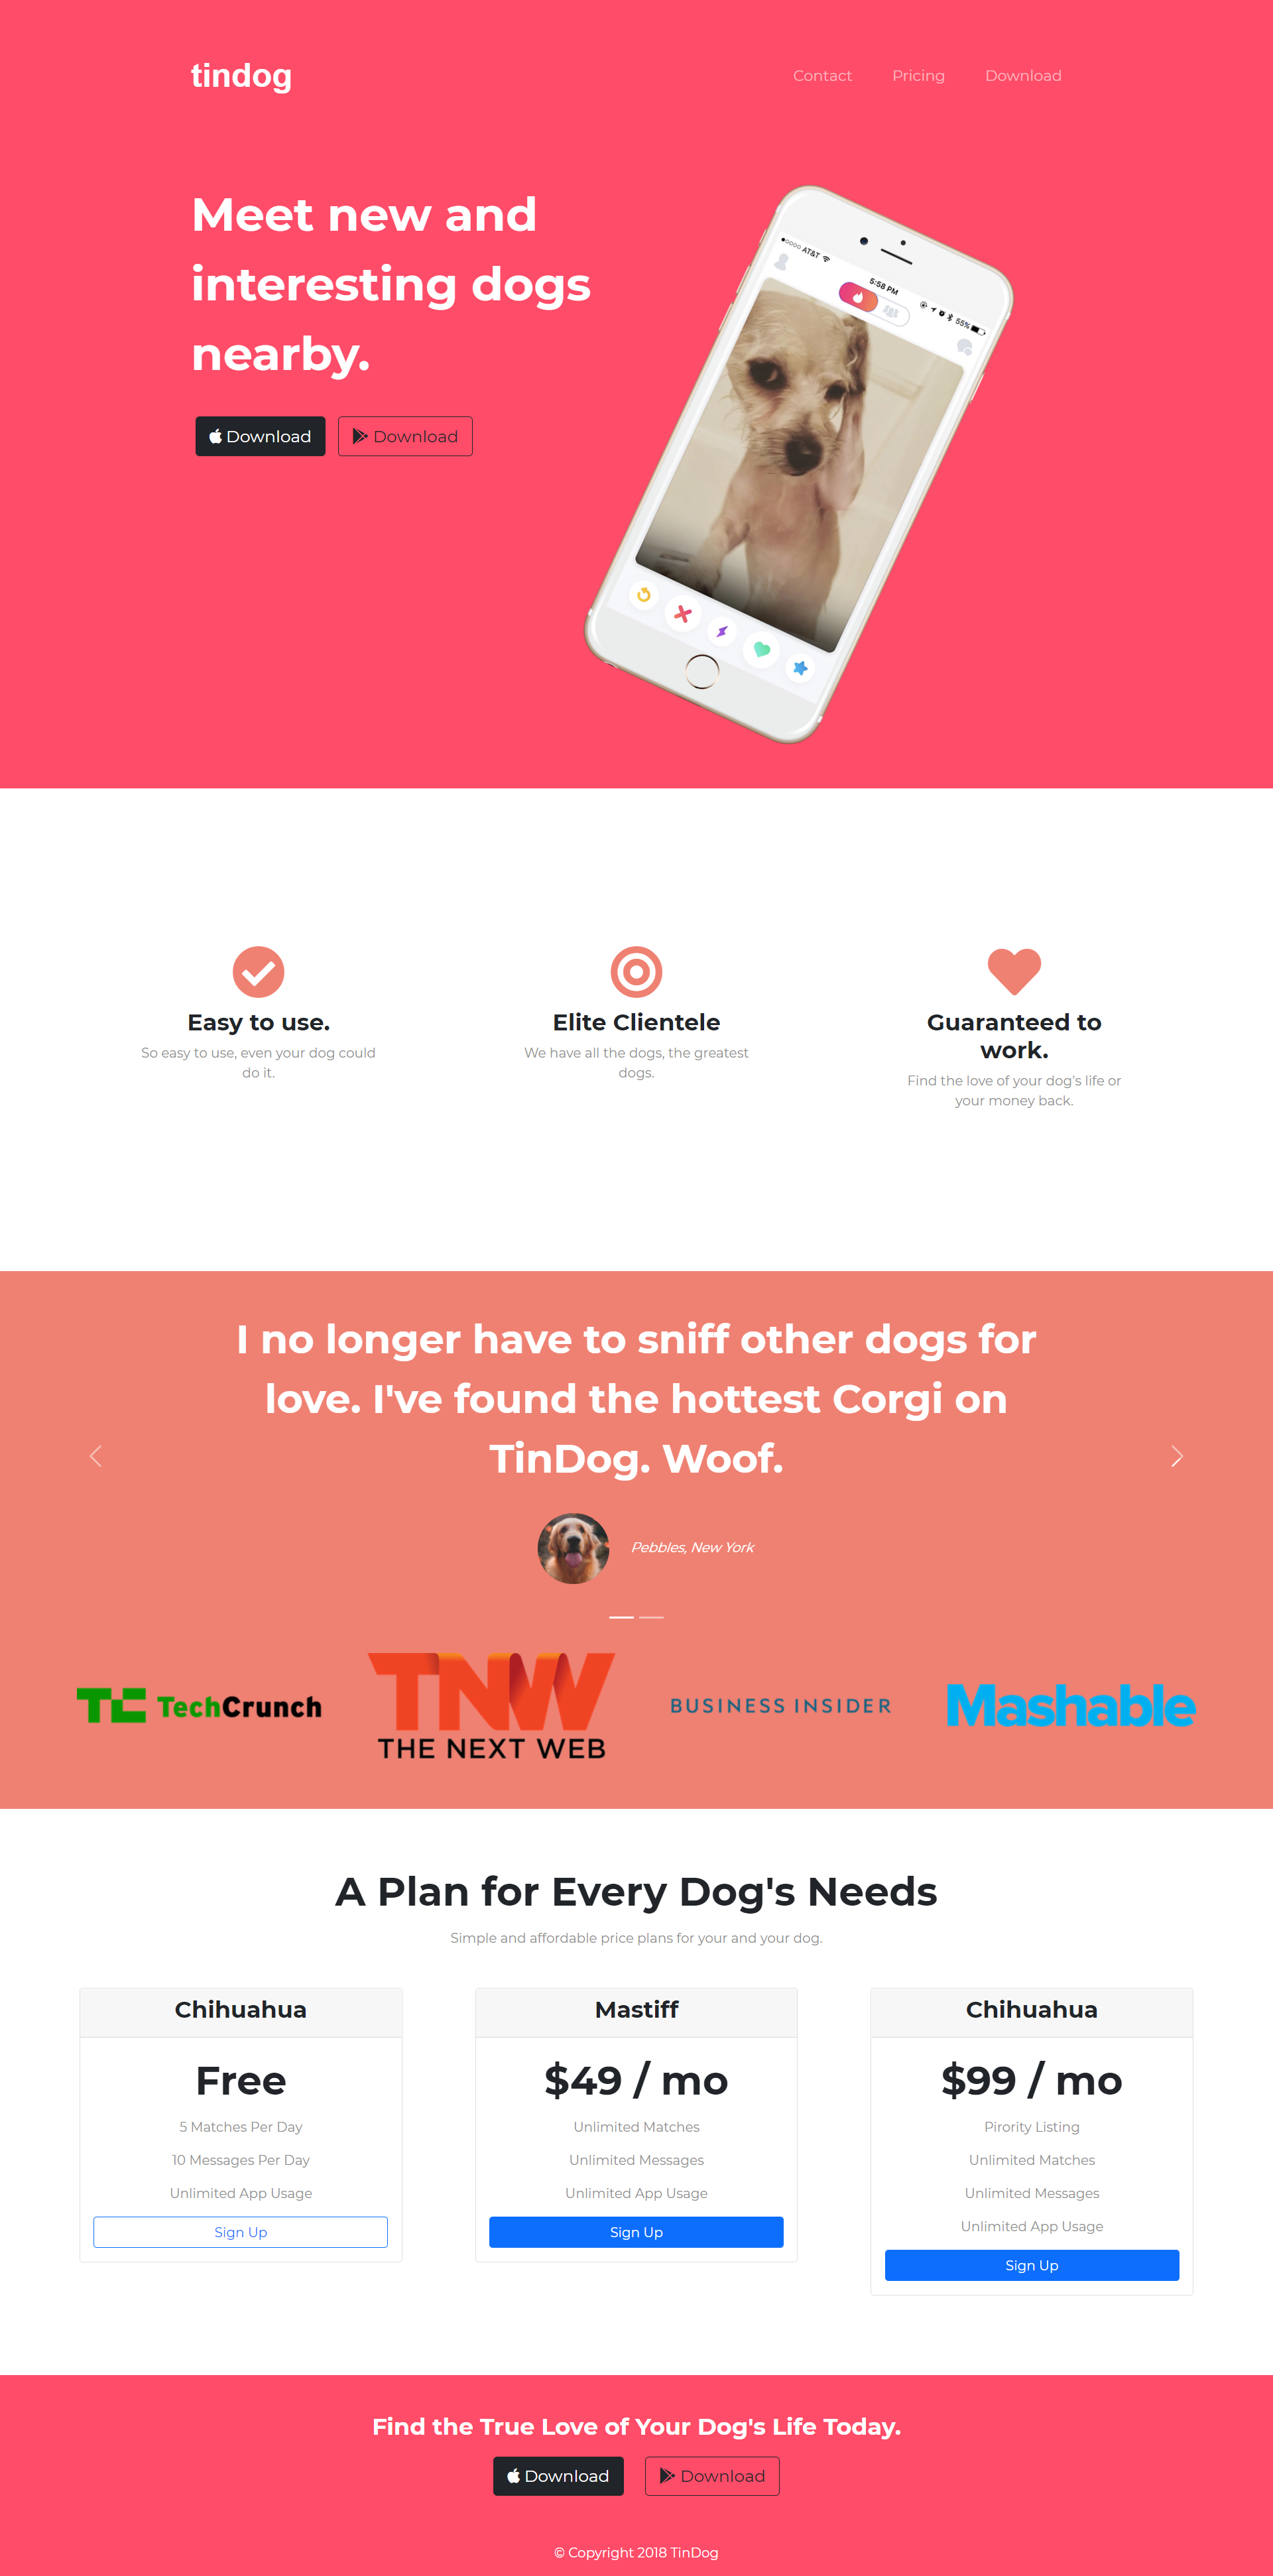 tindog
Contact Pricing Download
Meet new and
interesting dogs
nearby.
Download Download
AT&T 5:58 PM 55%
Easy to use.
So easy to use, even your dog could
do it.
Elite Clientele
We have all the dogs, the greatest
dogs.
Guaranteed to
work.
Find the love of your dog's life or
your money back.
I no longer have to sniff other dogs for
love. I've found the hottest Corgi on
TinDog. Woof.
Pebbles, New York
TC TechCrunch
TNW
THE NEXT WEB
BUSINESS INSIDER
Mashable
A Plan for Every Dog's Needs
Simple and affordable price plans for your and your dog.
Chihuahua
Free
5 Matches Per Day
10 Messages Per Day
Unlimited App Usage
Sign Up
Mastiff
$49 / mo
Unlimited Matches
Unlimited Messages
Unlimited App Usage
Sign Up
Chihuahua
$99 / mo
Pirority Listing
Unlimited Matches
Unlimited Messages
Unlimited App Usage
Sign Up
Find the True Love of Your Dog's Life Today.
Download Download
© Copyright 2018 TinDog